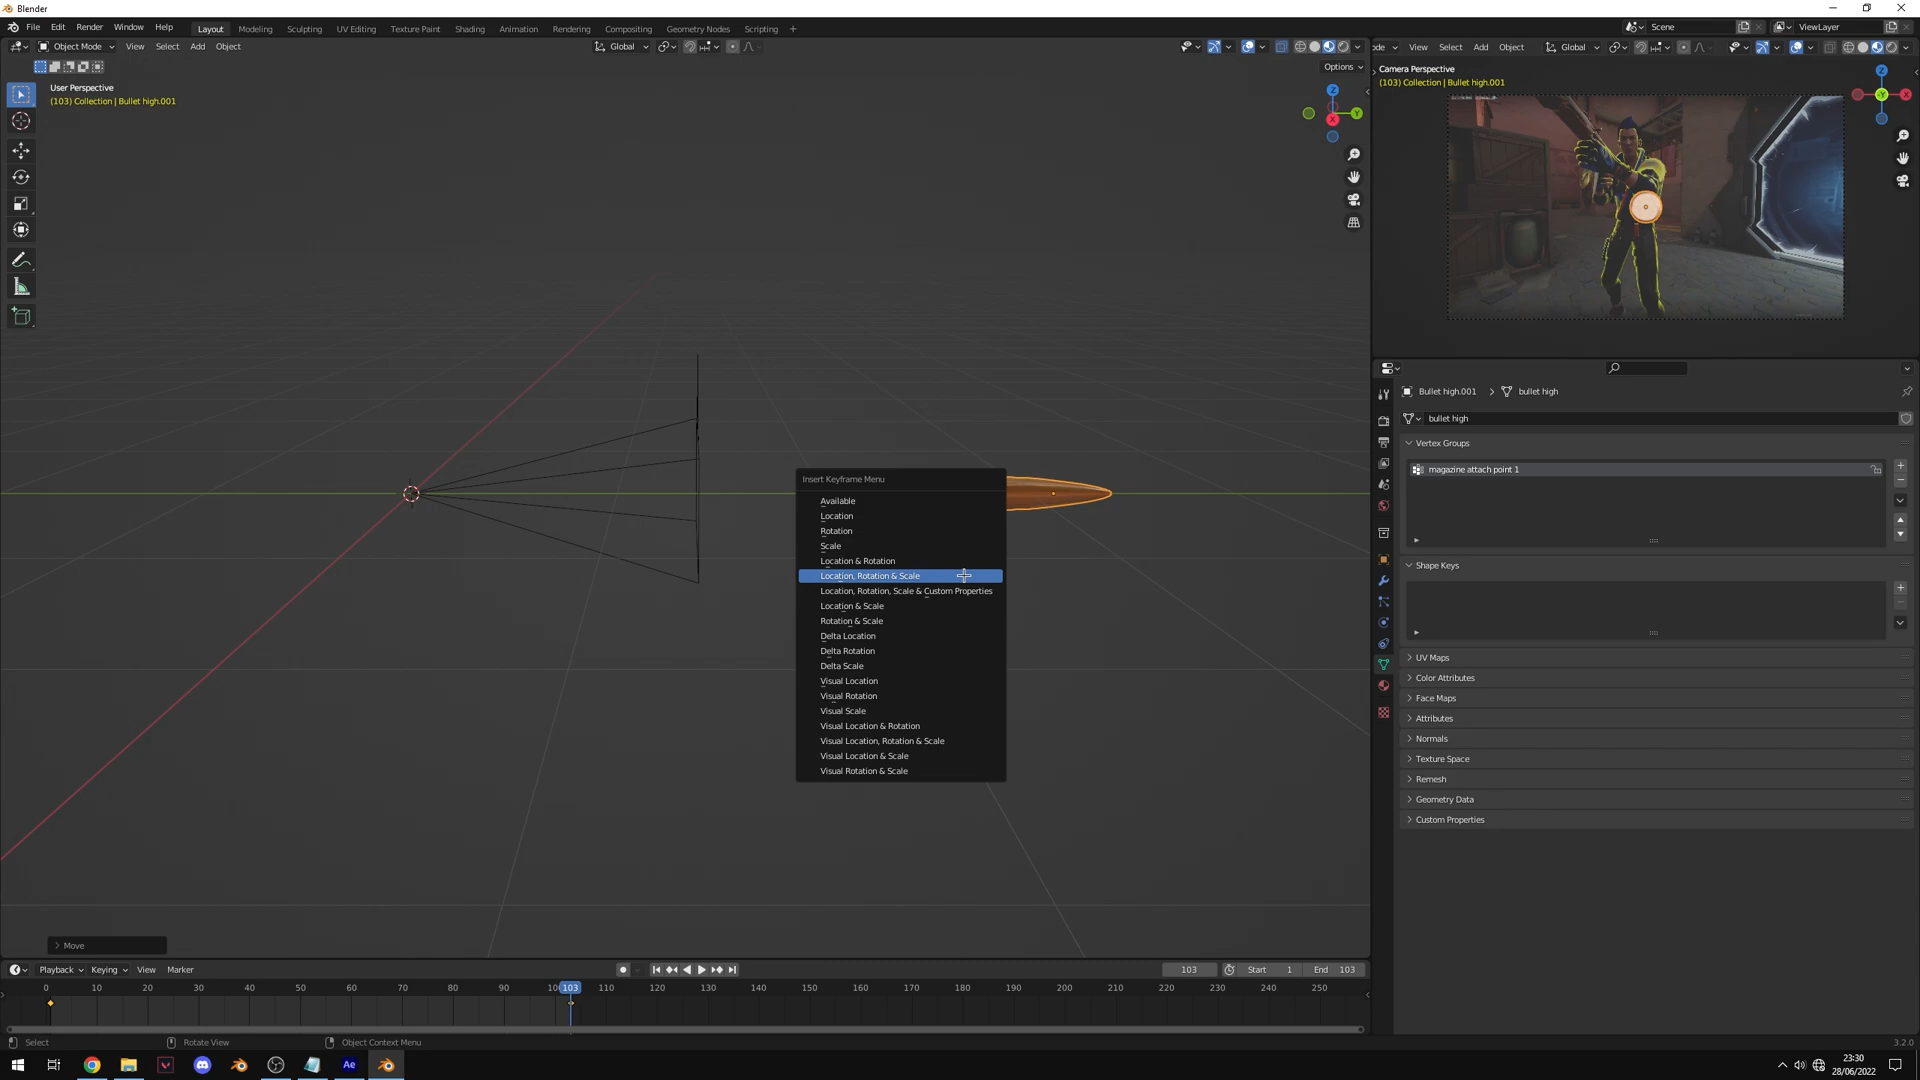 Blender
File Edit Render Window Help
Layout Modeling Sculpting UV Editing Texture Paint Shading Animation Rendering Compositing Geometry Nodes Scripting +
Scene
ViewLayer
Object Mode View Select Add Object
Global
de View Select Add Object
Global
Options
User Perspective
(103) Collection | Bullet high.001
Z
Y
X
Camera Perspective
(103) Collection | Bullet high.001
Z
-Y
X
Insert Keyframe Menu
Available
Location
Rotation
Scale
Location & Rotation
Location, Rotation & Scale
Location, Rotation, Scale & Custom Properties
Location & Scale
Rotation & Scale
Delta Location
Delta Rotation
Delta Scale
Visual Location
Visual Rotation
Visual Scale
Visual Location & Rotation
Visual Location, Rotation & Scale
Visual Location & Scale
Visual Rotation & Scale
Bullet high.001 > bullet high
bullet high
Vertex Groups
magazine attach point 1
Shape Keys
UV Maps
Color Attributes
Face Maps
Attributes
Normals
Texture Space
Remesh
Geometry Data
Custom Properties
Move
Playback Keying View Marker
103 Start 1 End 103
0 10 20 30 40 50 60 70 80 90 10 103 110 120 130 140 150 160 170 180 190 200 210 220 230 240 250
Select Rotate View Object Context Menu
3.2.0
Ae
23:30
28/06/2022